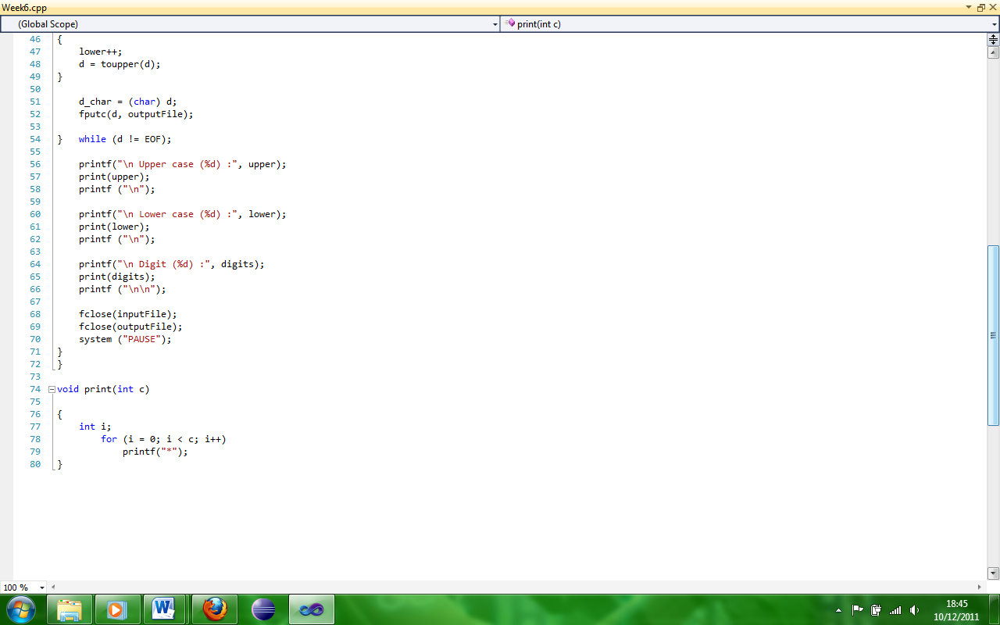 Week6.cpp
(Global Scope) print(int c)
46 {
47 lower++;
48 d = toupper(d);
49 }
50
51 d_char = (char) d;
52 fputc(d, outputFile);
53
54 } while (d != EOF);
55
56 printf("\n Upper case (%d) :", upper);
57 print(upper);
58 printf ("\n");
59
60 printf("\n Lower case (%d) :", lower);
61 print(lower);
62 printf ("\n");
63
64 printf("\n Digit (%d) :", digits);
65 print(digits);
66 printf ("\n\n");
67
68 fclose(inputFile);
69 fclose(outputFile);
70 system ("PAUSE");
71 }
72 }
73
74 void print(int c)
75
76 {
77 int i;
78 for (i = 0; i < c; i++)
79 printf("*");
80 }
100 %
W
18:45
10/12/2011